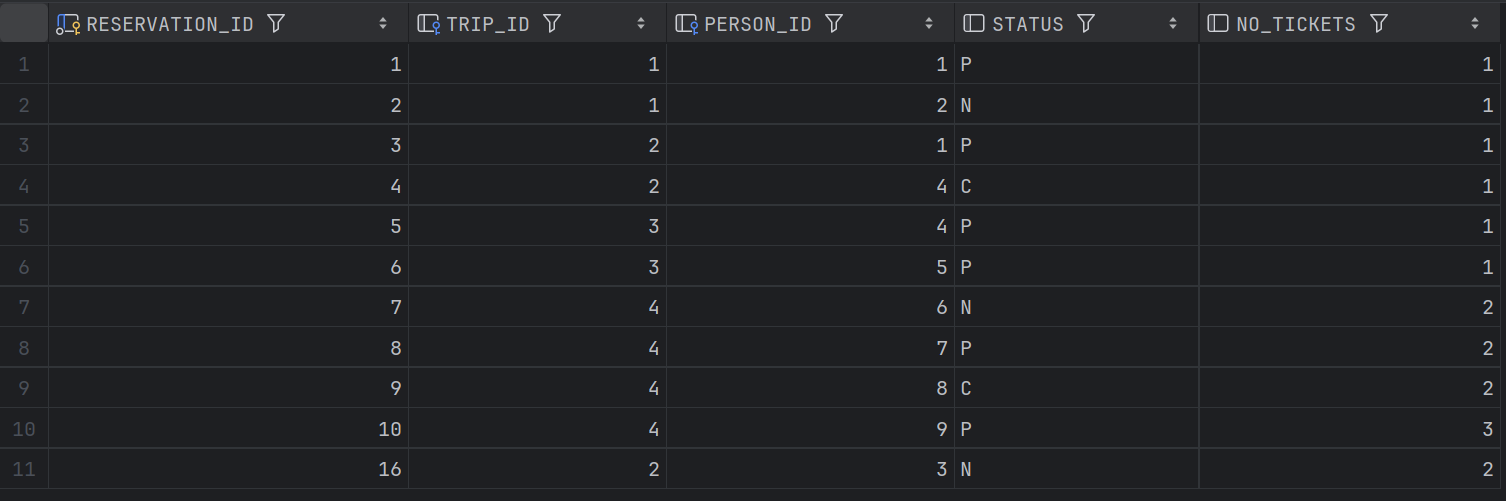 RESERVATION_ID TRIP_ID PERSON_ID STATUS NO_TICKETS
1 1 1 1 P 1
2 2 1 2 N 1
3 3 2 1 P 1
4 4 2 4 C 1
5 5 3 4 P 1
6 6 3 5 P 1
7 7 4 6 N 2
8 8 4 7 P 2
9 9 4 8 C 2
10 10 4 9 P 3
11 16 2 3 N 2